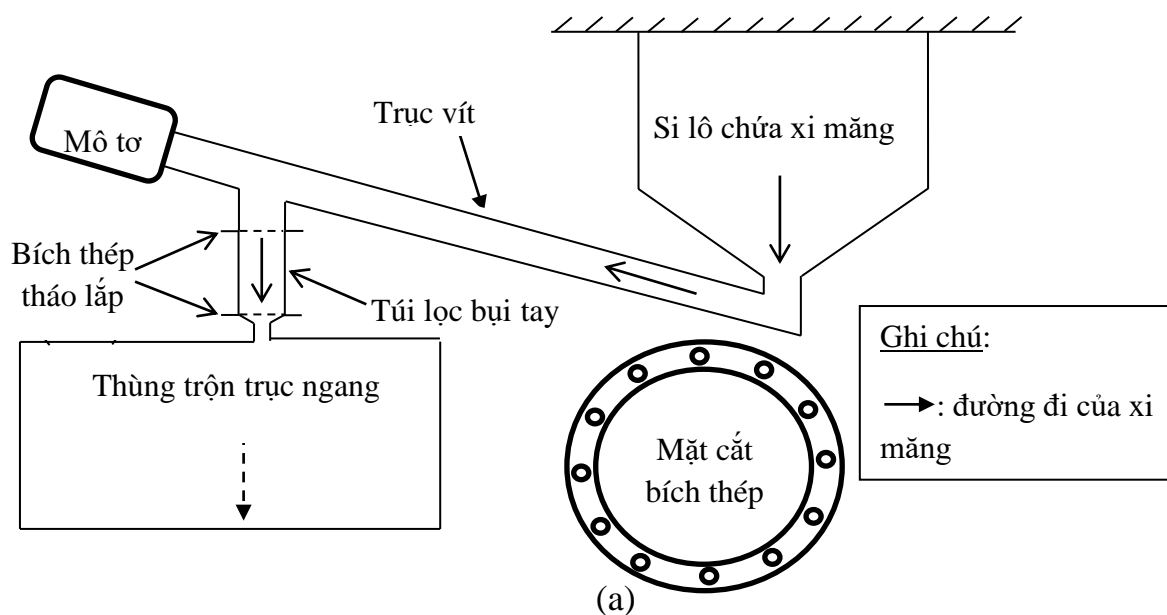 Mô tơ
Trục vít
Si lô chứa xi măng
Bích thép
tháo lắp
Túi lọc bụi tay
Thùng trộn trục ngang
Mặt cắt
bích thép
Ghi chú:
: đường đi của xi
măng
(a)